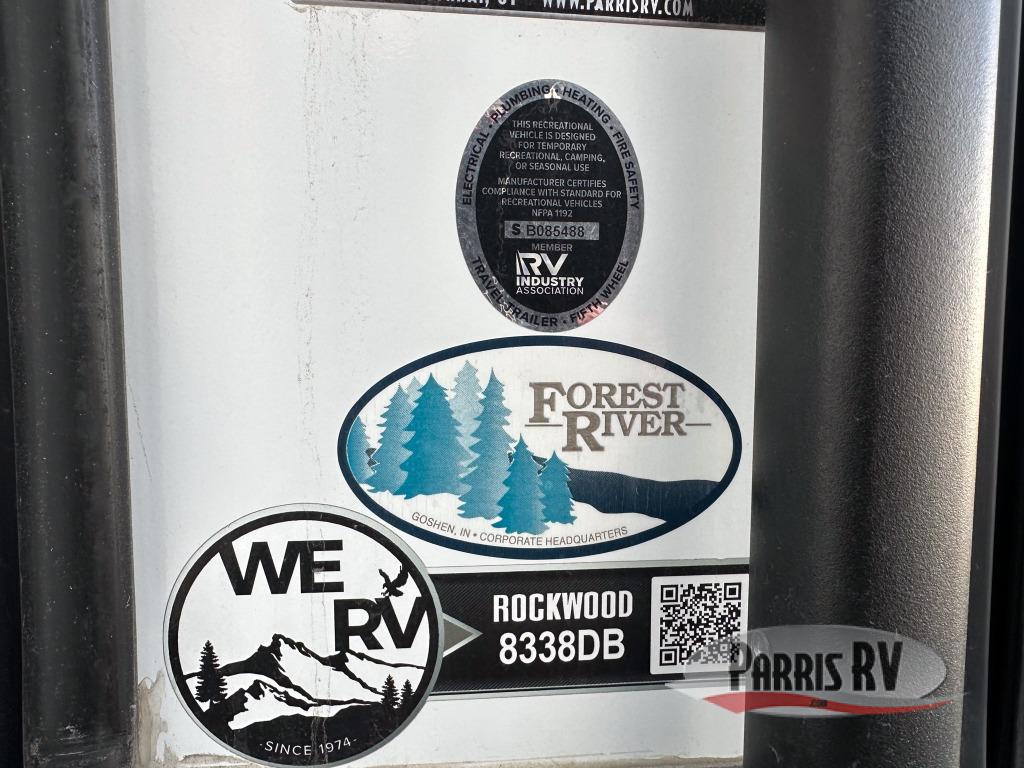 UT WWW.PARRISRV.COM
ELECTRICAL • PLUMBING • HEATING • FIRE SAFETY
THIS RECREATIONAL
VEHICLE IS DESIGNED
FOR TEMPORARY
RECREATIONAL, CAMPING,
OR SEASONAL USE
MANUFACTURER CERTIFIES
COMPLIANCE WITH STANDARD FOR
RECREATIONAL VEHICLES
NFPA 1192
S B085488
MEMBER
RV
INDUSTRY
ASSOCIATION
TRAVEL TRAILER • FIFTH WHEEL
FOREST
RIVER
GOSHEN, IN • CORPORATE HEADQUARTERS
WE
RV
-SINCE 1974-
ROCKWOOD
8338DB
PARRIS RV
.COM